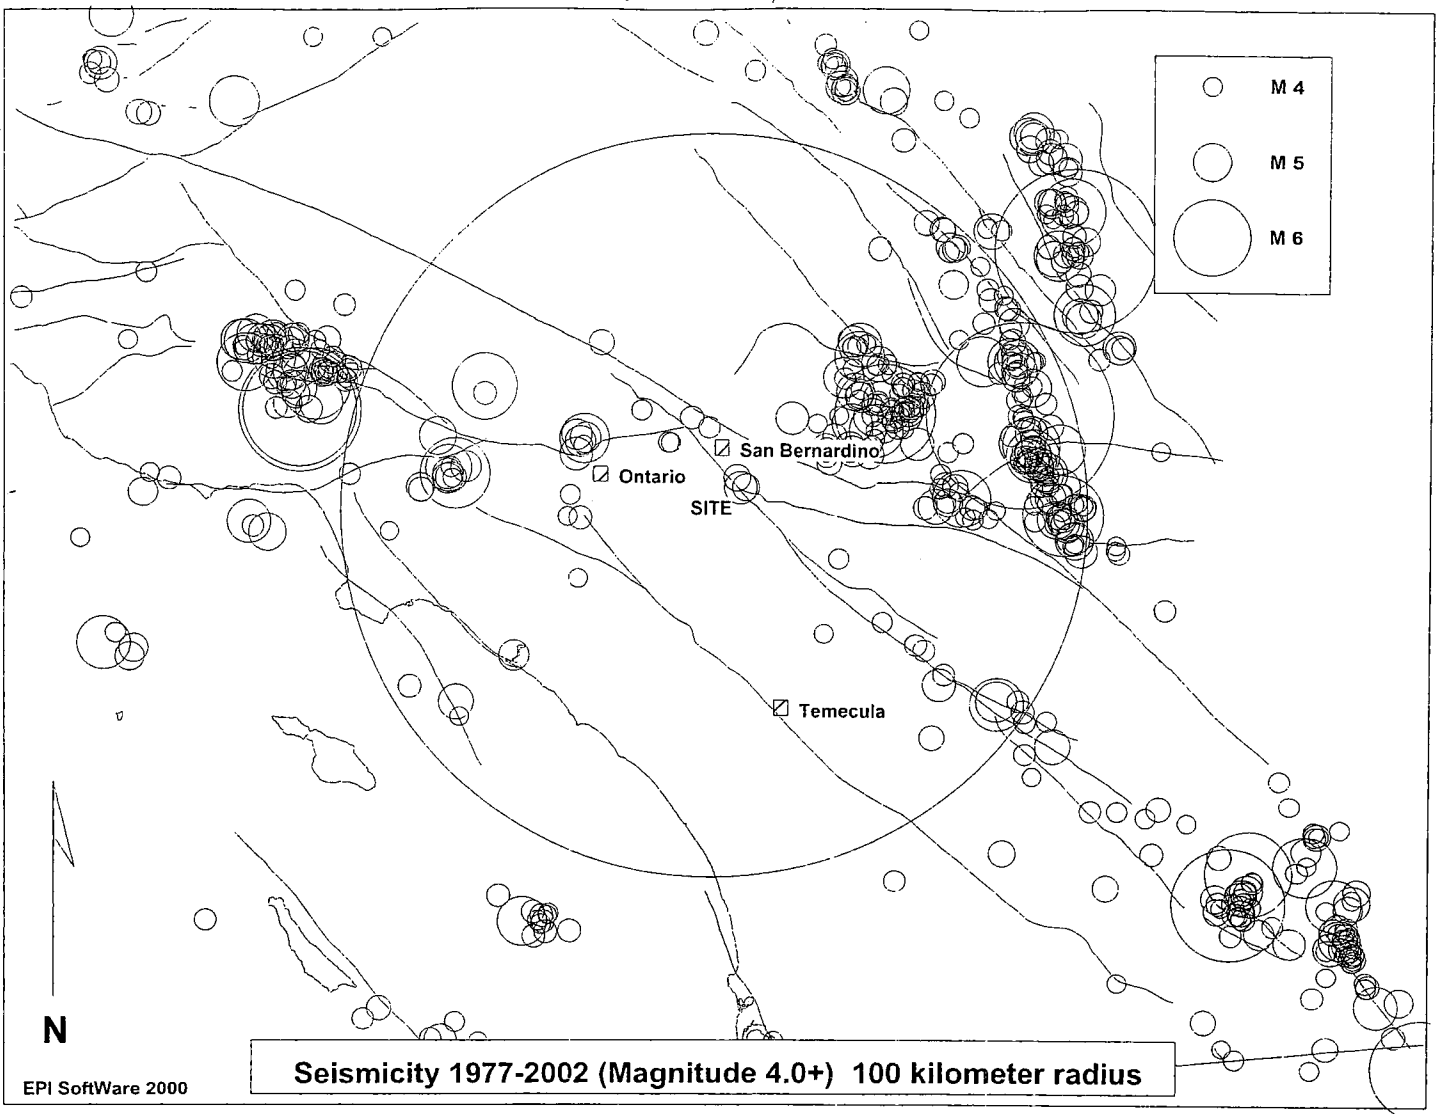 M 4
M 5
M 6
San Bernardino
Ontario
SITE
Temecula
N
Seismicity 1977-2002 (Magnitude 4.0+) 100 kilometer radius
EPI SoftWare 2000